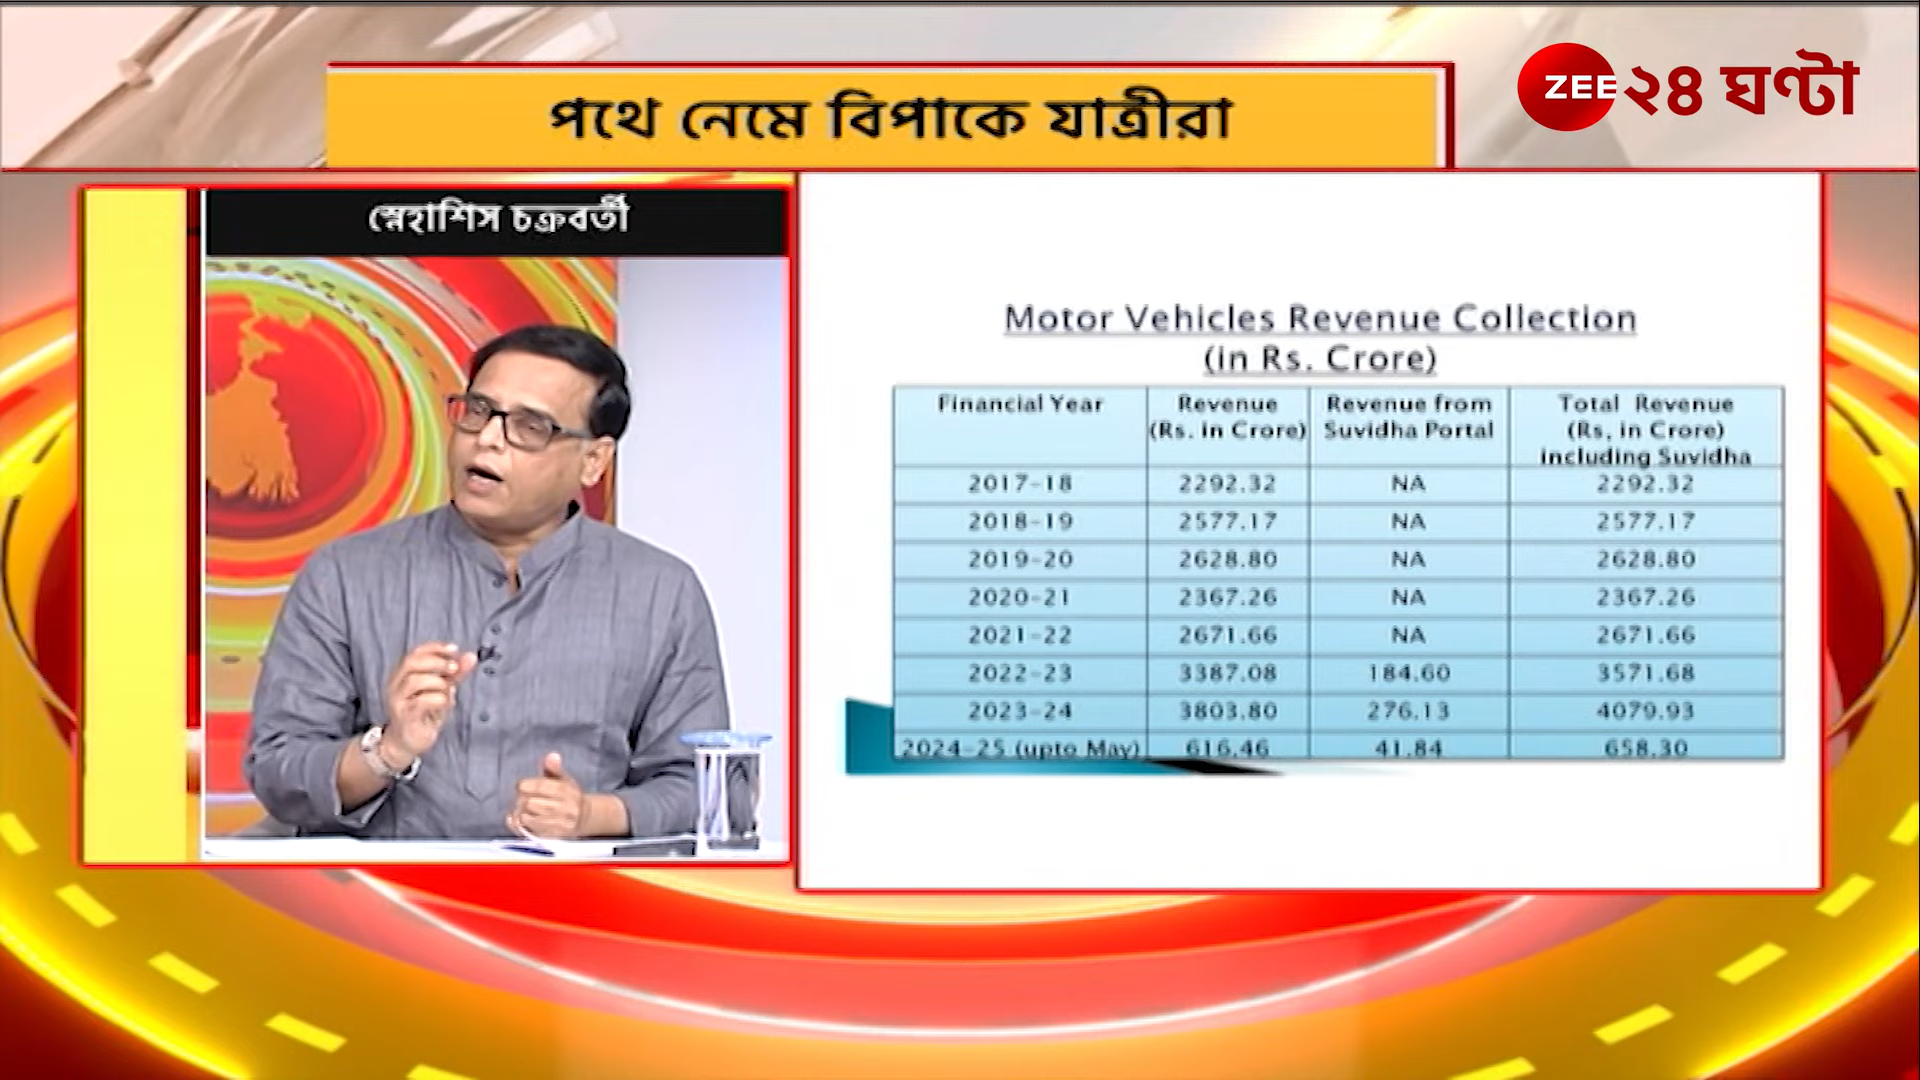 পথে নেমে বিপাকে যাত্রীরা
ZEE ২৪ ঘণ্টা
স্নেহাশিস চক্রবর্তী
Motor Vehicles Revenue Collection
(in Rs. Crore)
Financial Year Revenue (Rs. in Crore) Revenue from Suvidha Portal Total Revenue (Rs, in Crore) including Suvidha
2017-18 2292.32 NA 2292.32
2018-19 2577.17 NA 2577.17
2019-20 2628.80 NA 2628.80
2020-21 2367.26 NA 2367.26
2021-22 2671.66 NA 2671.66
2022-23 3387.08 184.60 3571.68
2023-24 3803.80 276.13 4079.93
2024-25 (upto May) 616.46 41.84 658.30